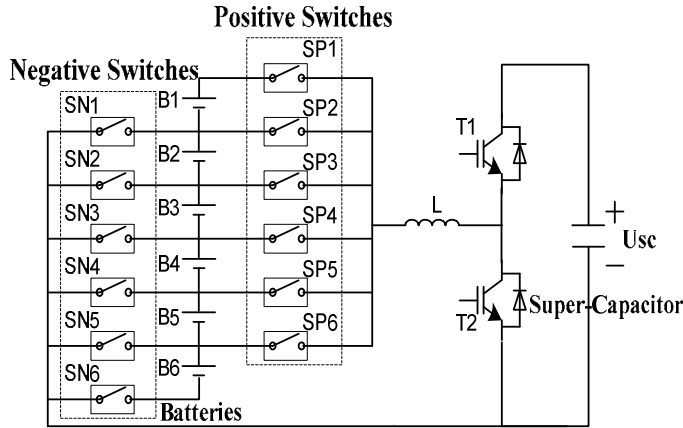 Positive Switches
Negative Switches
SP1
SN1
B1
SP2
SN2
B2
SP3
SN3
B3
SP4
SN4
B4
SP5
SN5
B5
SP6
SN6
B6
Batteries
L
T1
T2
+
Usc
−
Super-Capacitor